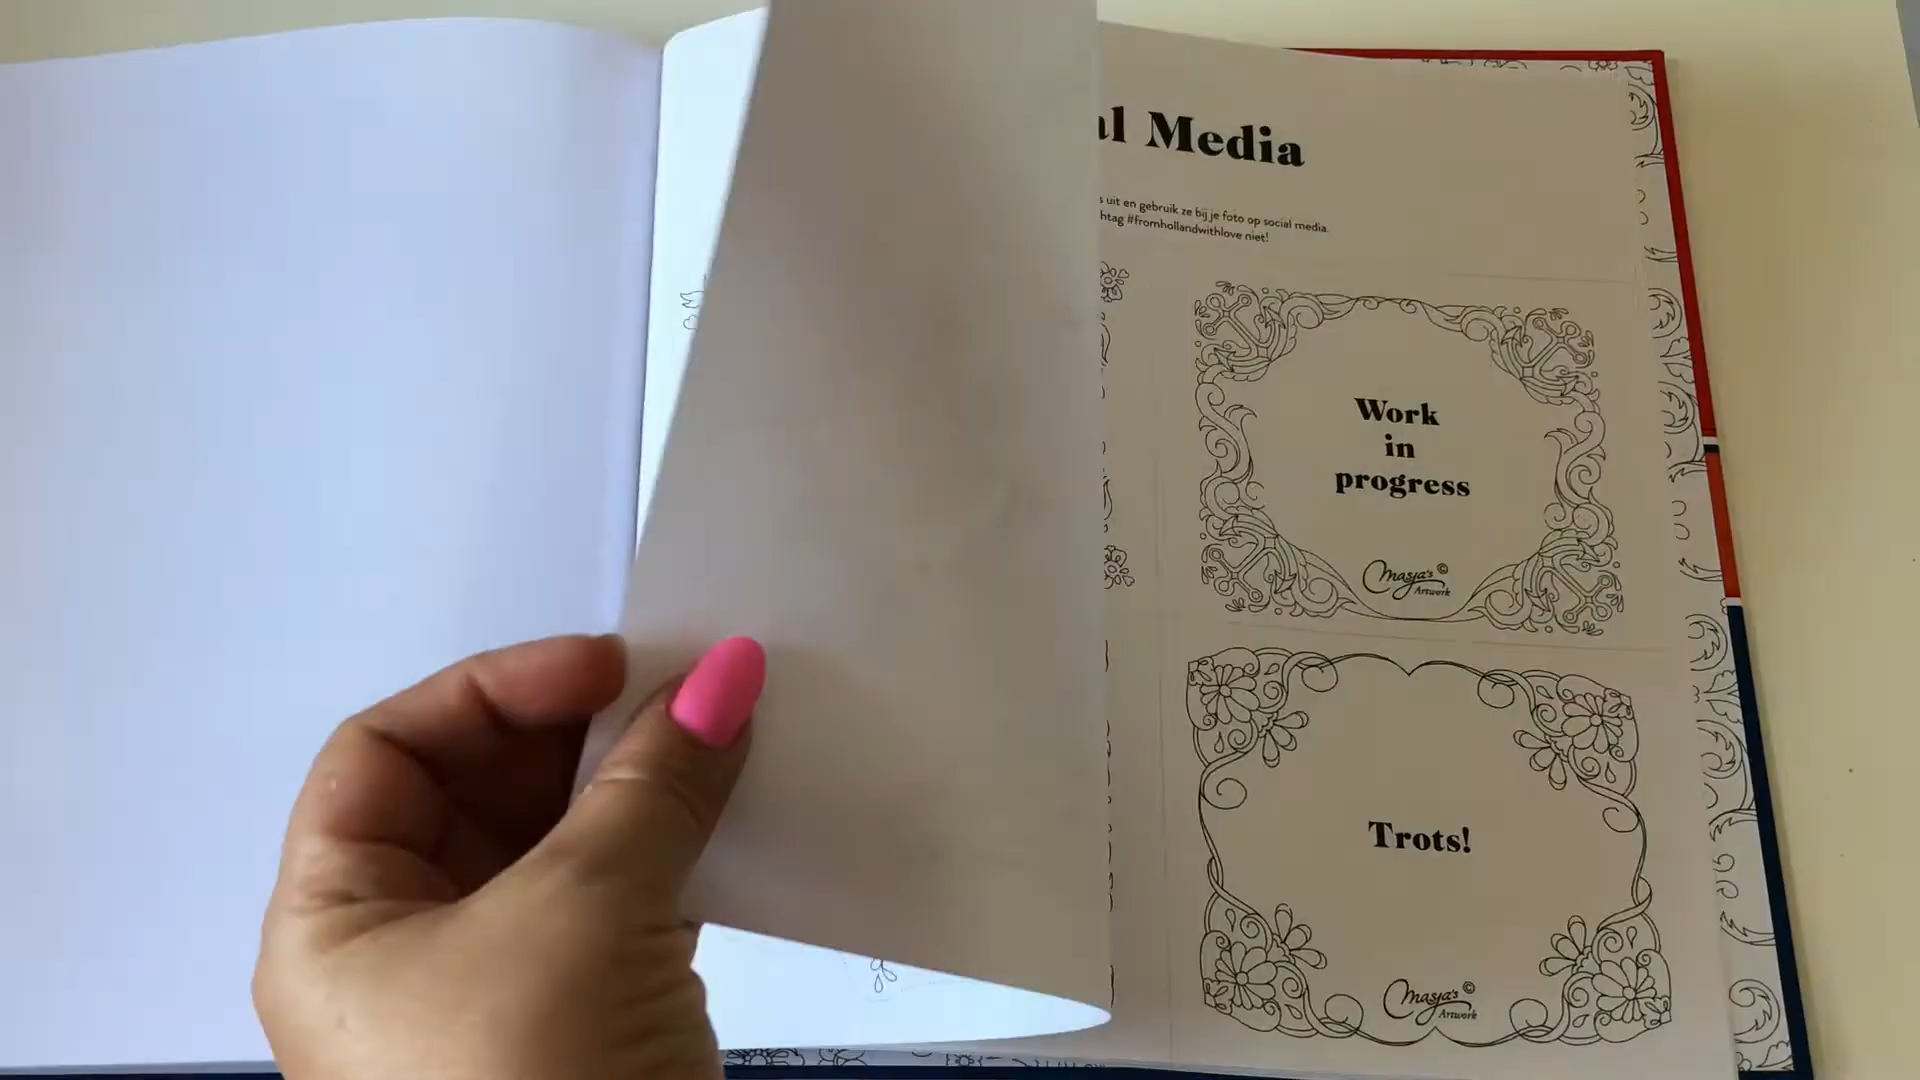 al Media
s uit en gebruik ze bij je foto op social media.
htag #fromhollandwithlove niet!
Work
in
progress
Masja's ©
Artwork
Trots!
Masja's ©
Artwork